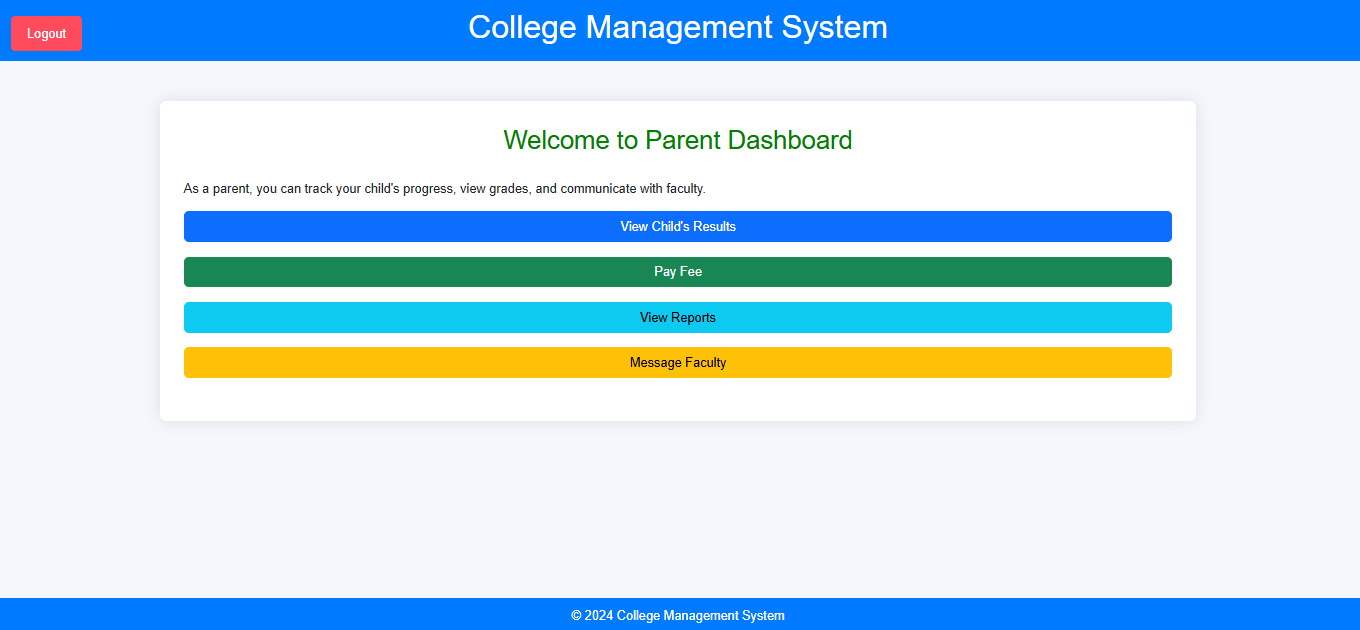 Logout
College Management System
Welcome to Parent Dashboard
As a parent, you can track your child's progress, view grades, and communicate with faculty.
View Child's Results
Pay Fee
View Reports
Message Faculty
© 2024 College Management System